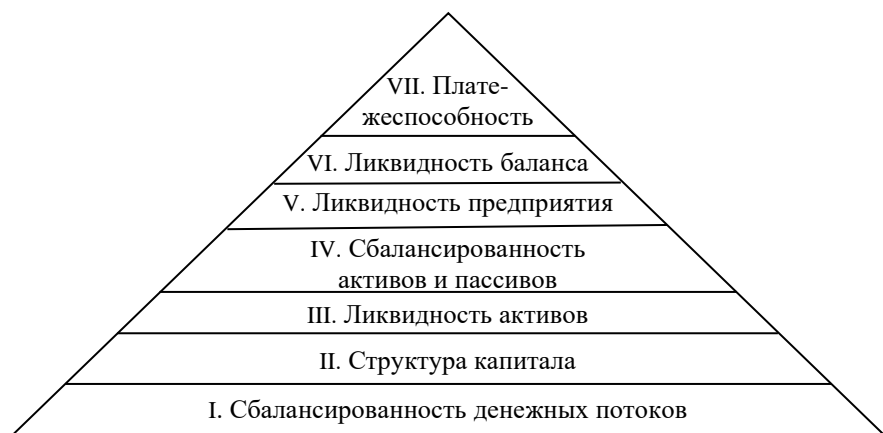 VII. Плате-
жеспособность
VI. Ликвидность баланса
V. Ликвидность предприятия
IV. Сбалансированность
активов и пассивов
III. Ликвидность активов
II. Структура капитала
I. Сбалансированность денежных потоков